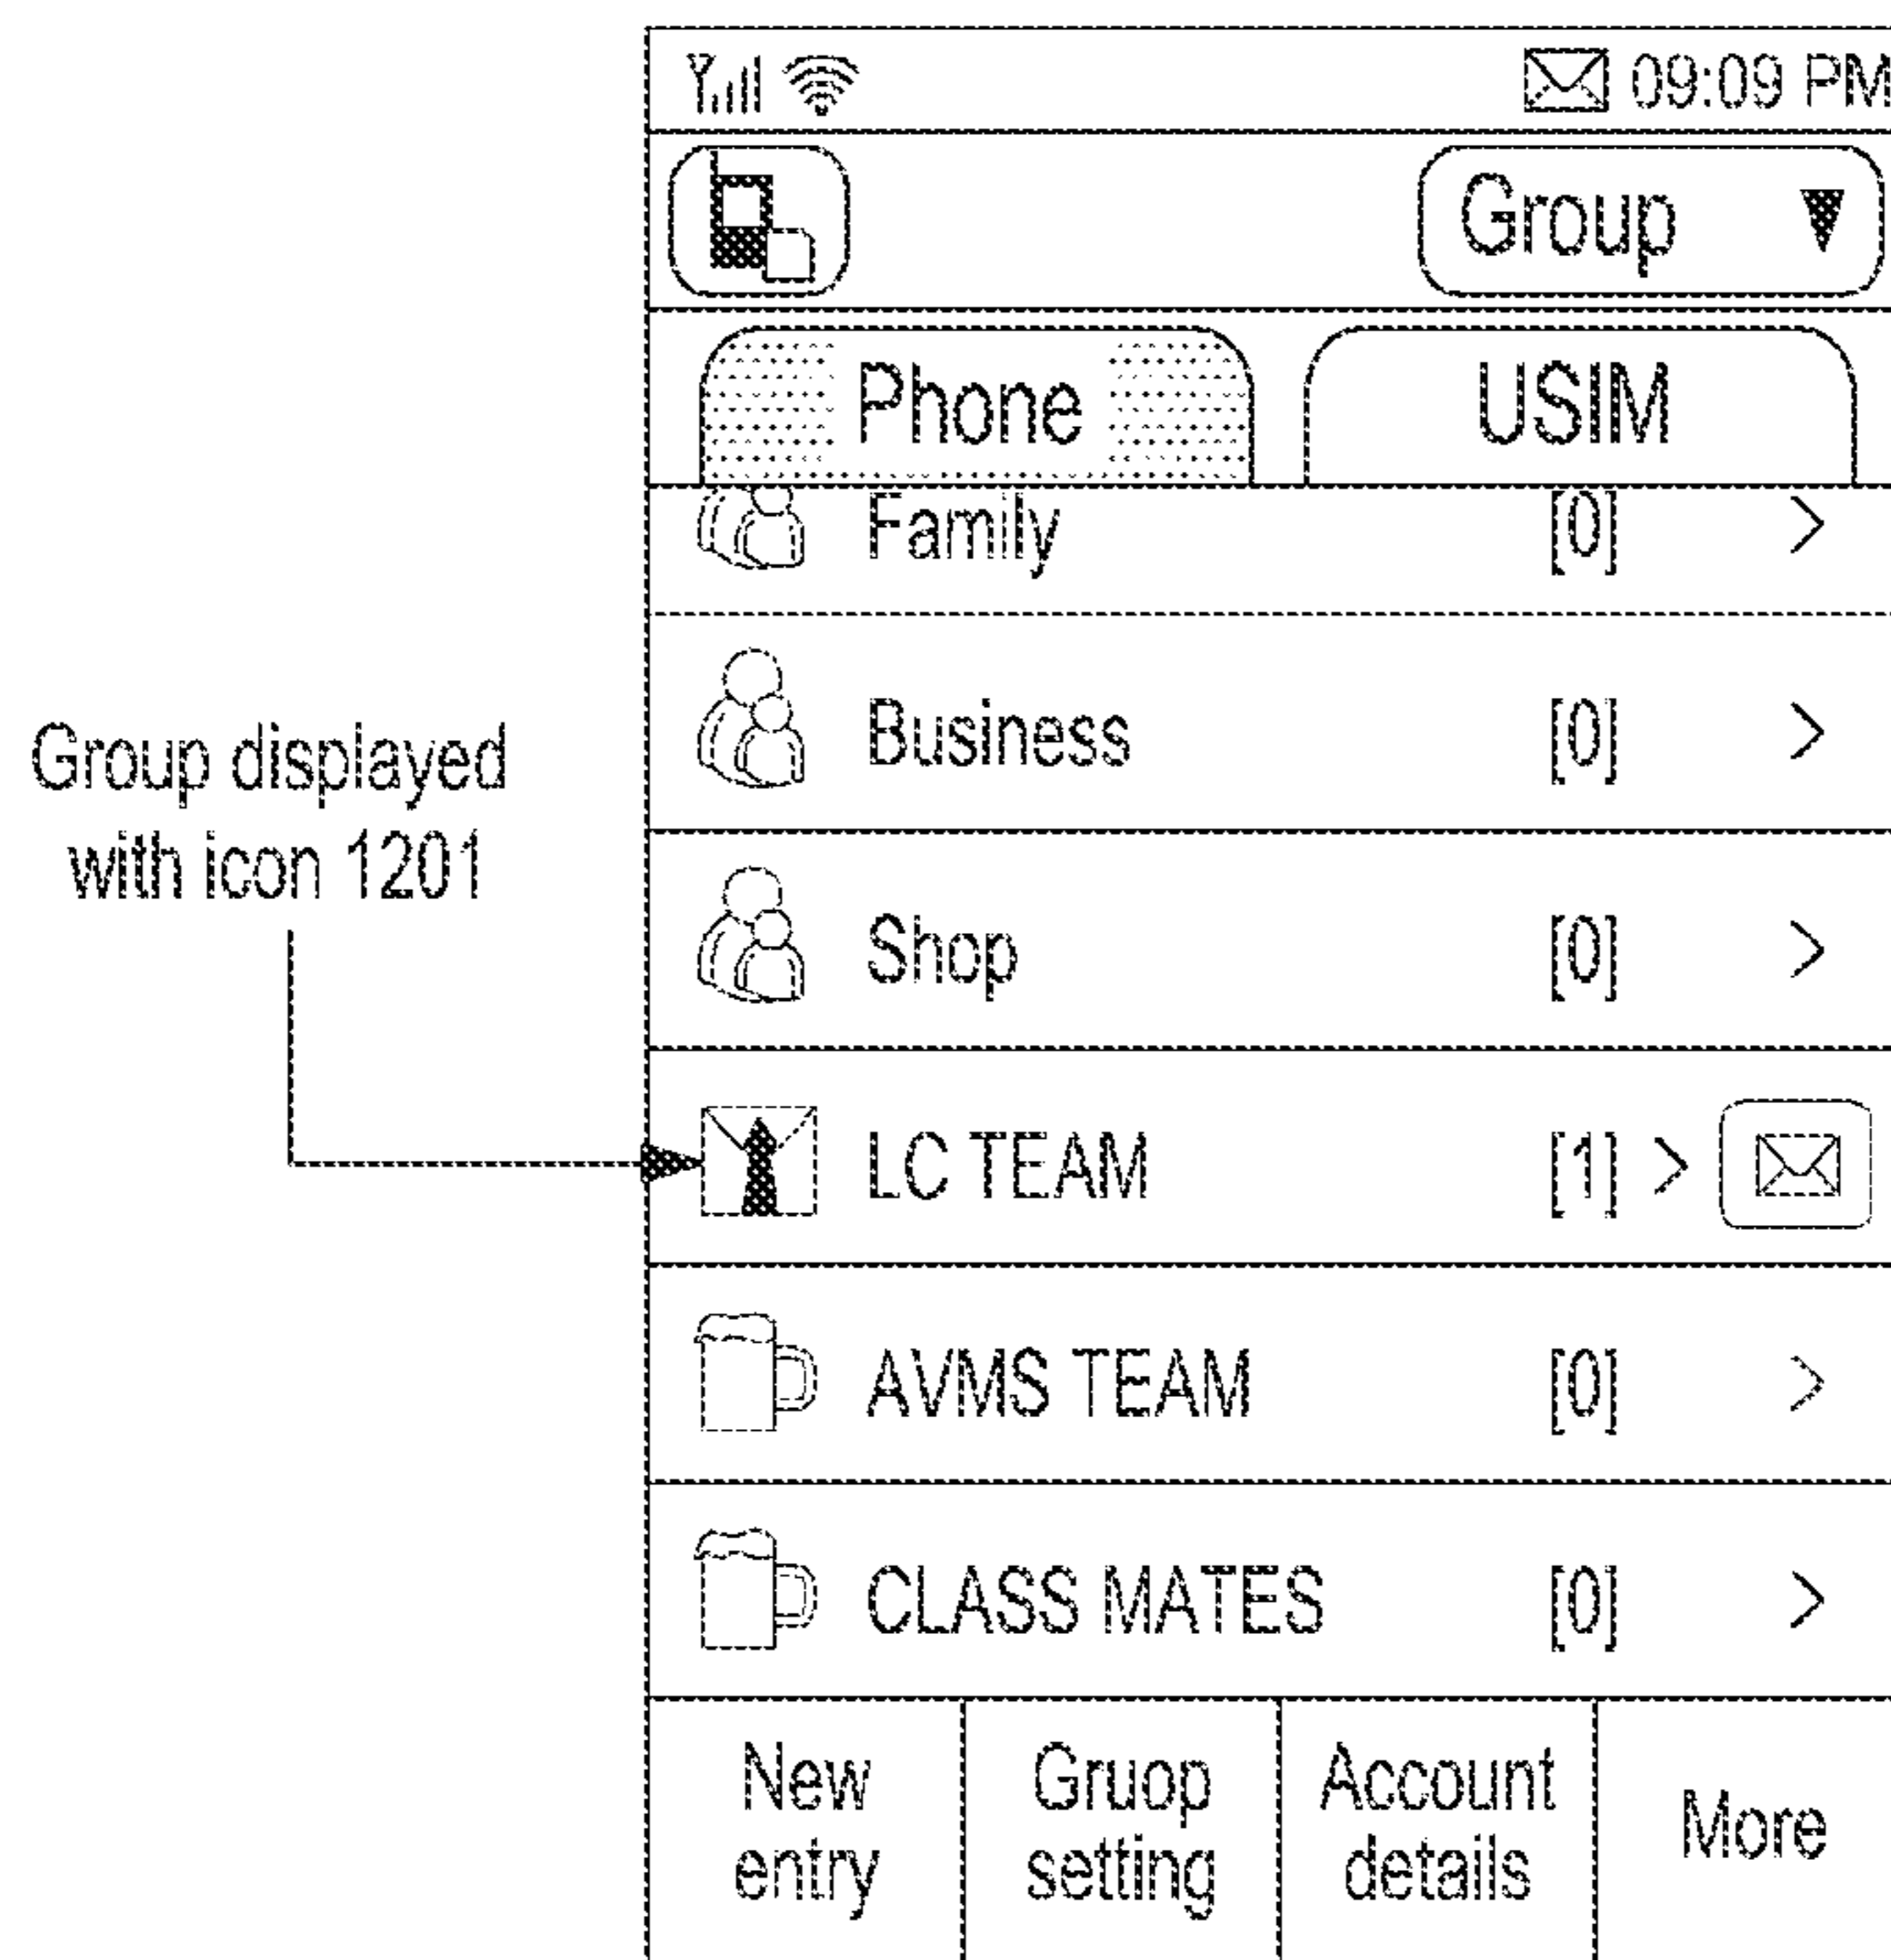 09:09 PM
Group
Phone
USIM
Family [0] >
Business [0] >
Shop [0] >
Group displayed
with icon 1201
LC TEAM [1] >
AVMS TEAM [0] >
CLASS MATES [0] >
New
entry
Gruop
setting
Account
details
More